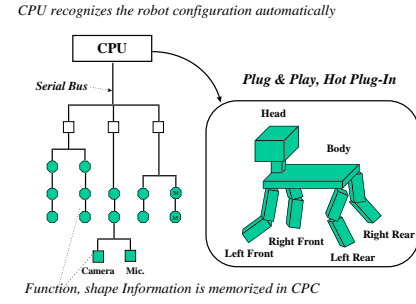 CPU recognizes the robot configuration automatically
CPU
Serial Bus
Plug & Play, Hot Plug-In
Head
Body
M
M
Right Front
Right Rear
Left Front
Left Rear
Camera Mic.
Function, shape Information is memorized in CPC